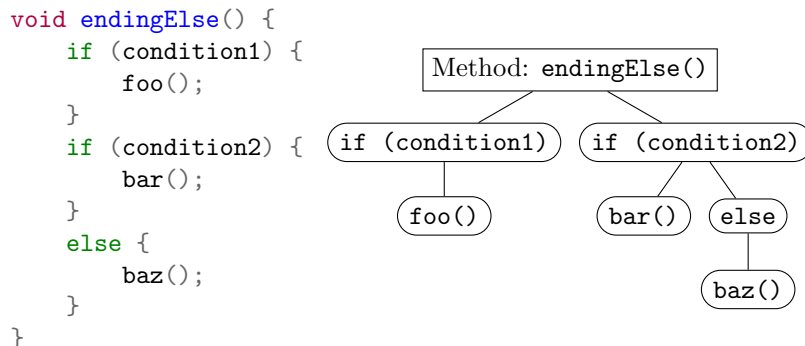 void endingElse() {
    if (condition1) {
        foo();
    }
    if (condition2) {
        bar();
    }
    else {
        baz();
    }
}
Method: endingElse()
if (condition1)
if (condition2)
foo()
bar()
else
baz()